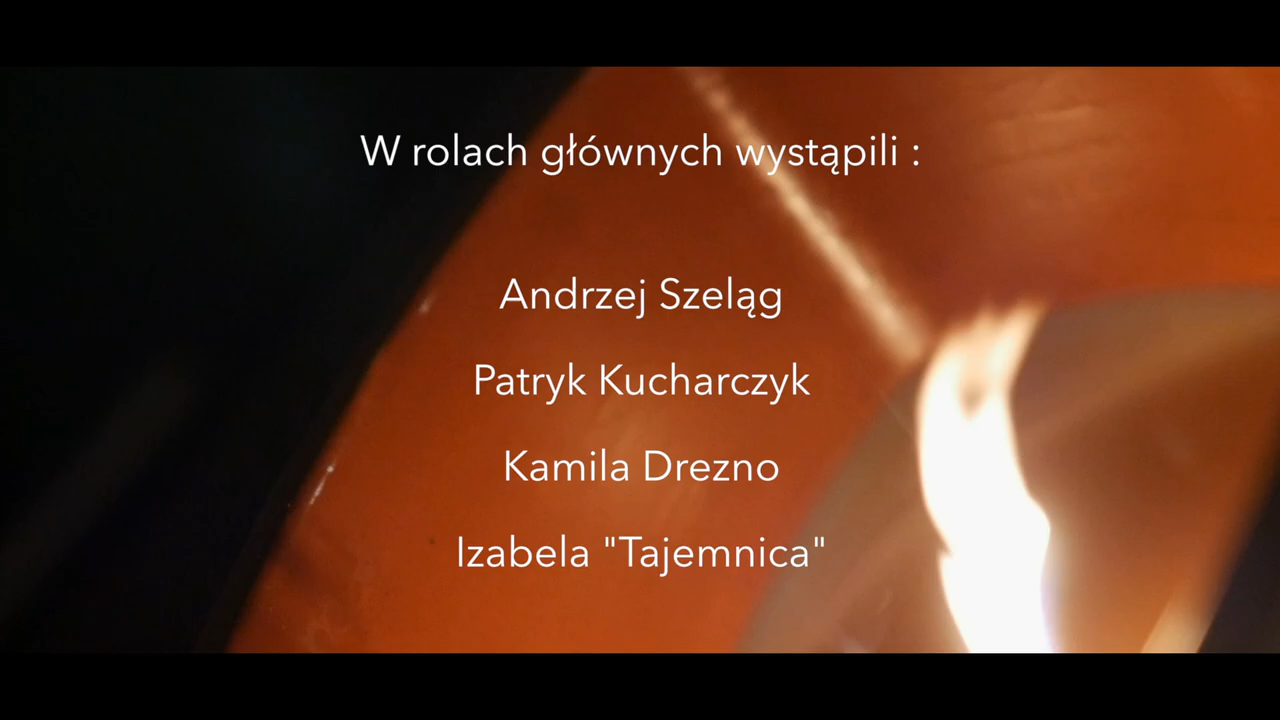 W rolach głównych wystąpili :
Andrzej Szeląg
Patryk Kucharczyk
Kamila Drezno
Izabela "Tajemnica"